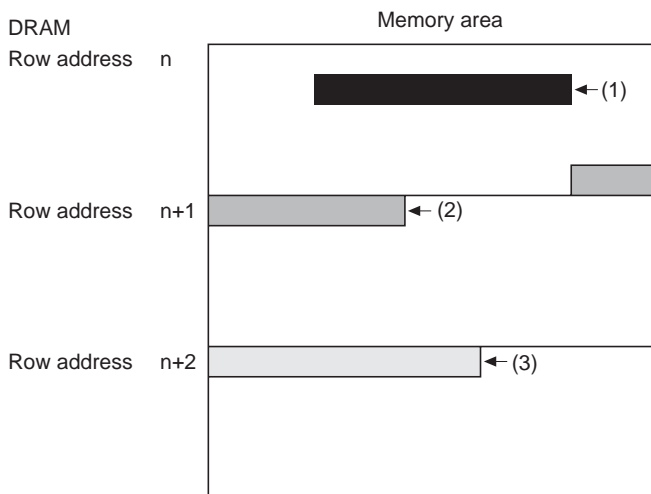 DRAM
Memory area
Row address n
(1)
Row address n+1
(2)
Row address n+2
(3)